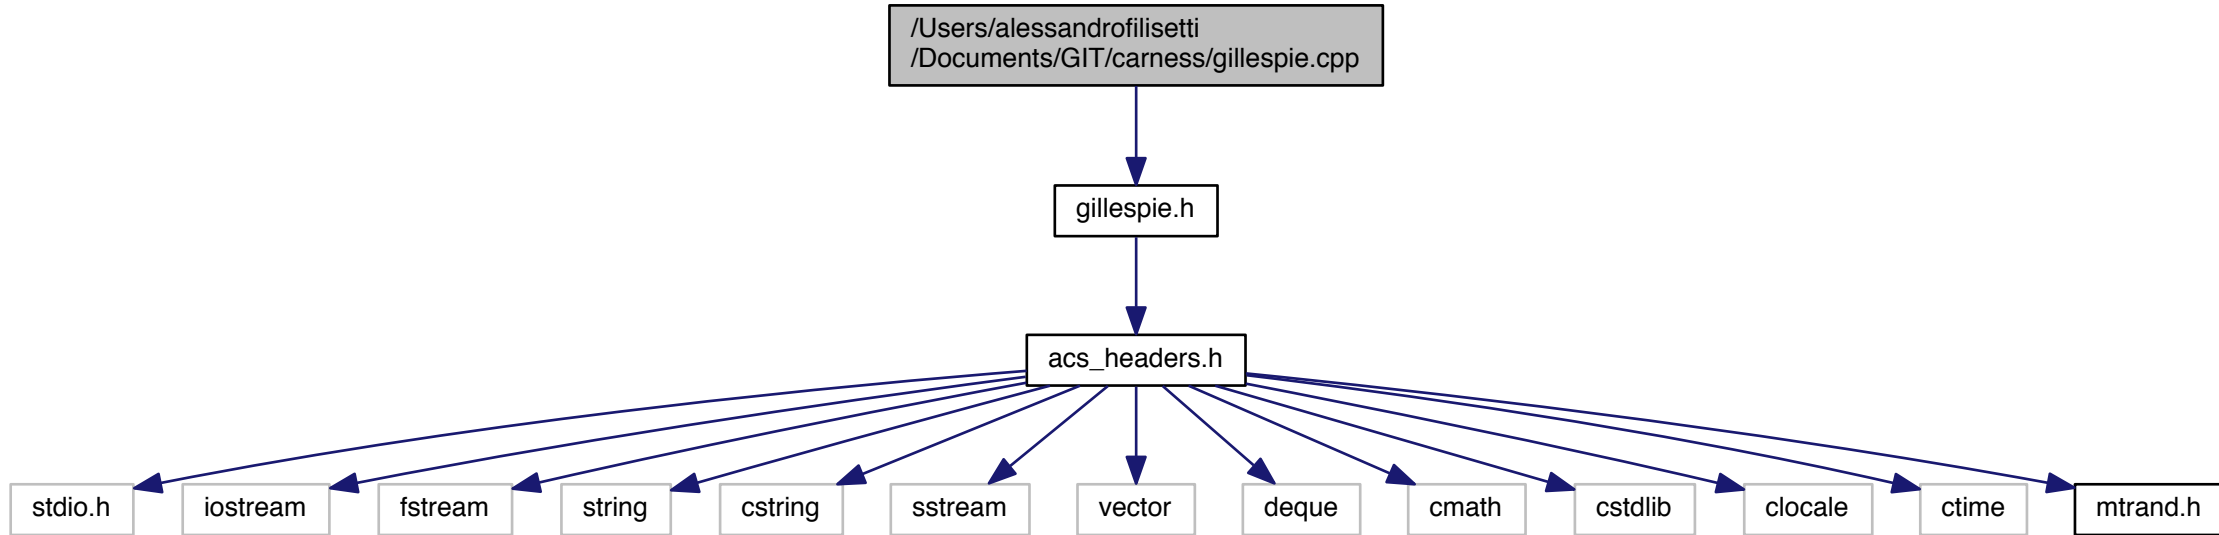 /Users/alessandrofilisetti
/Documents/GIT/carness/gillespie.cpp
gillespie.h
acs_headers.h
stdio.h
iostream
fstream
string
cstring
sstream
vector
deque
cmath
cstdlib
clocale
ctime
mtrand.h